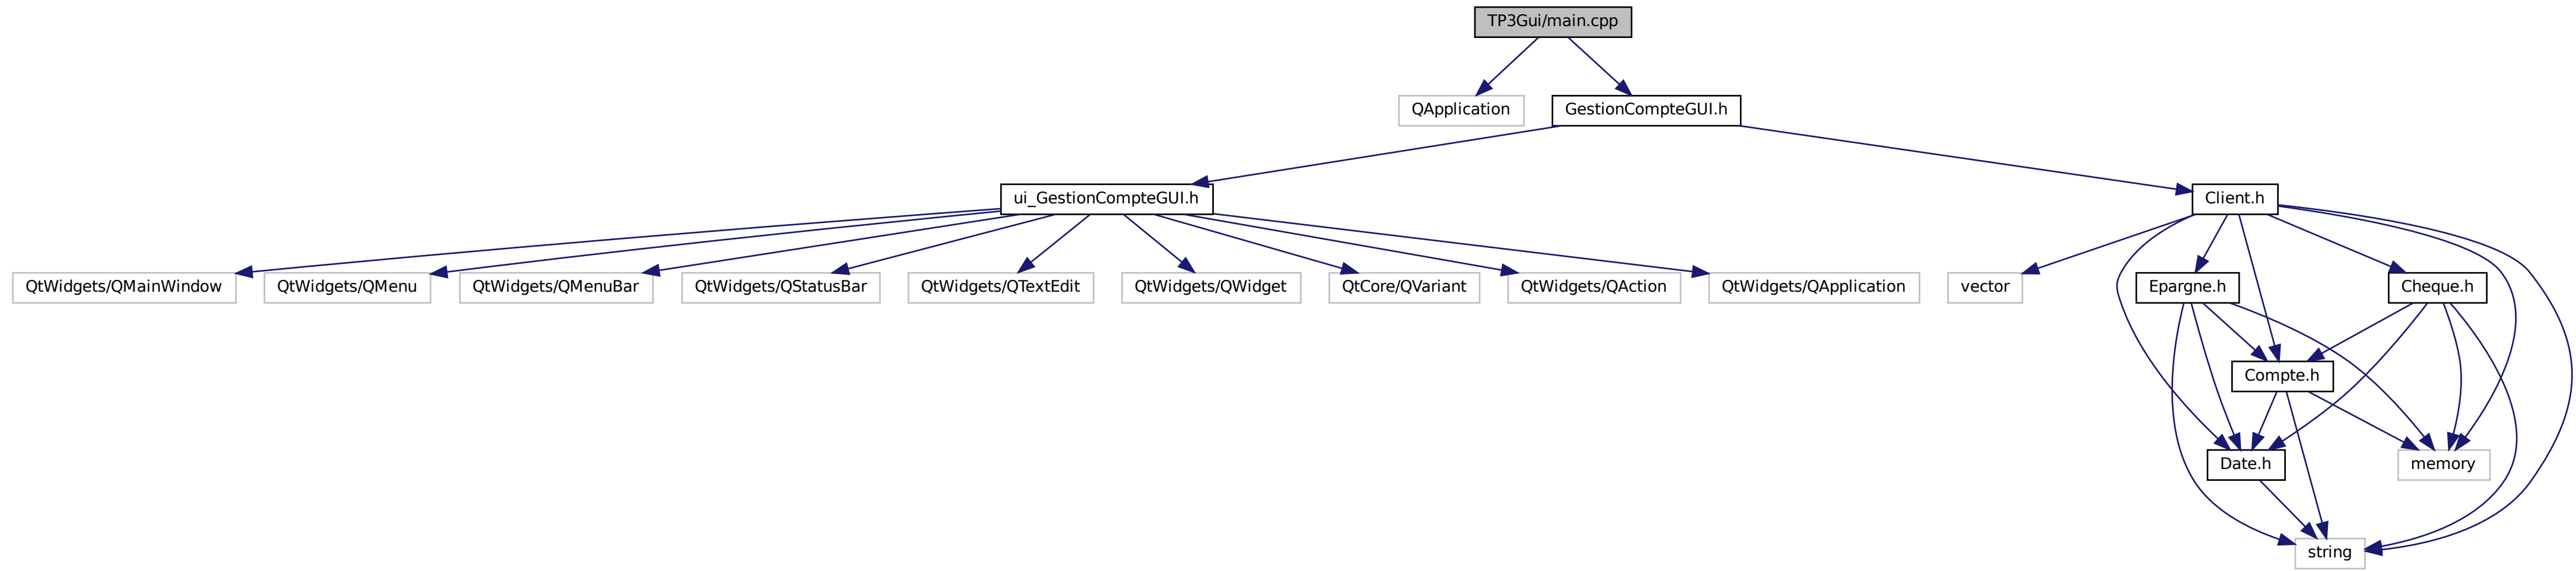 TP3Gui/main.cpp
QApplication
GestionCompteGUI.h
ui_GestionCompteGUI.h
Client.h
QtWidgets/QMainWindow
QtWidgets/QMenu
QtWidgets/QMenuBar
QtWidgets/QStatusBar
QtWidgets/QTextEdit
QtWidgets/QWidget
QtCore/QVariant
QtWidgets/QAction
QtWidgets/QApplication
vector
Epargne.h
Cheque.h
Compte.h
Date.h
memory
string